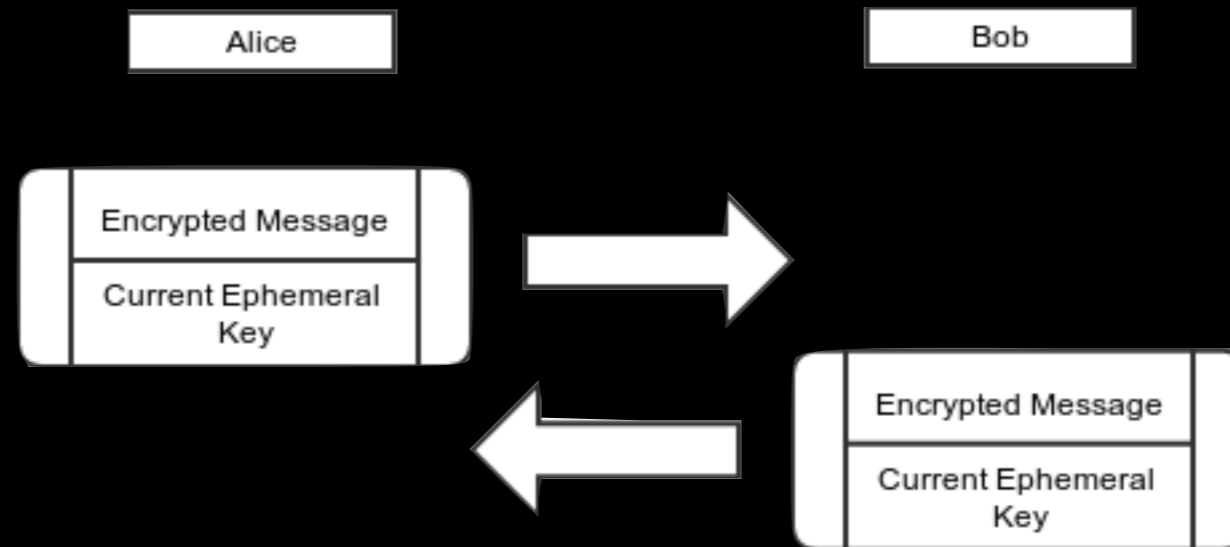 Alice
Bob
Encrypted Message
Current Ephemeral
Key
Encrypted Message
Current Ephemeral
Key